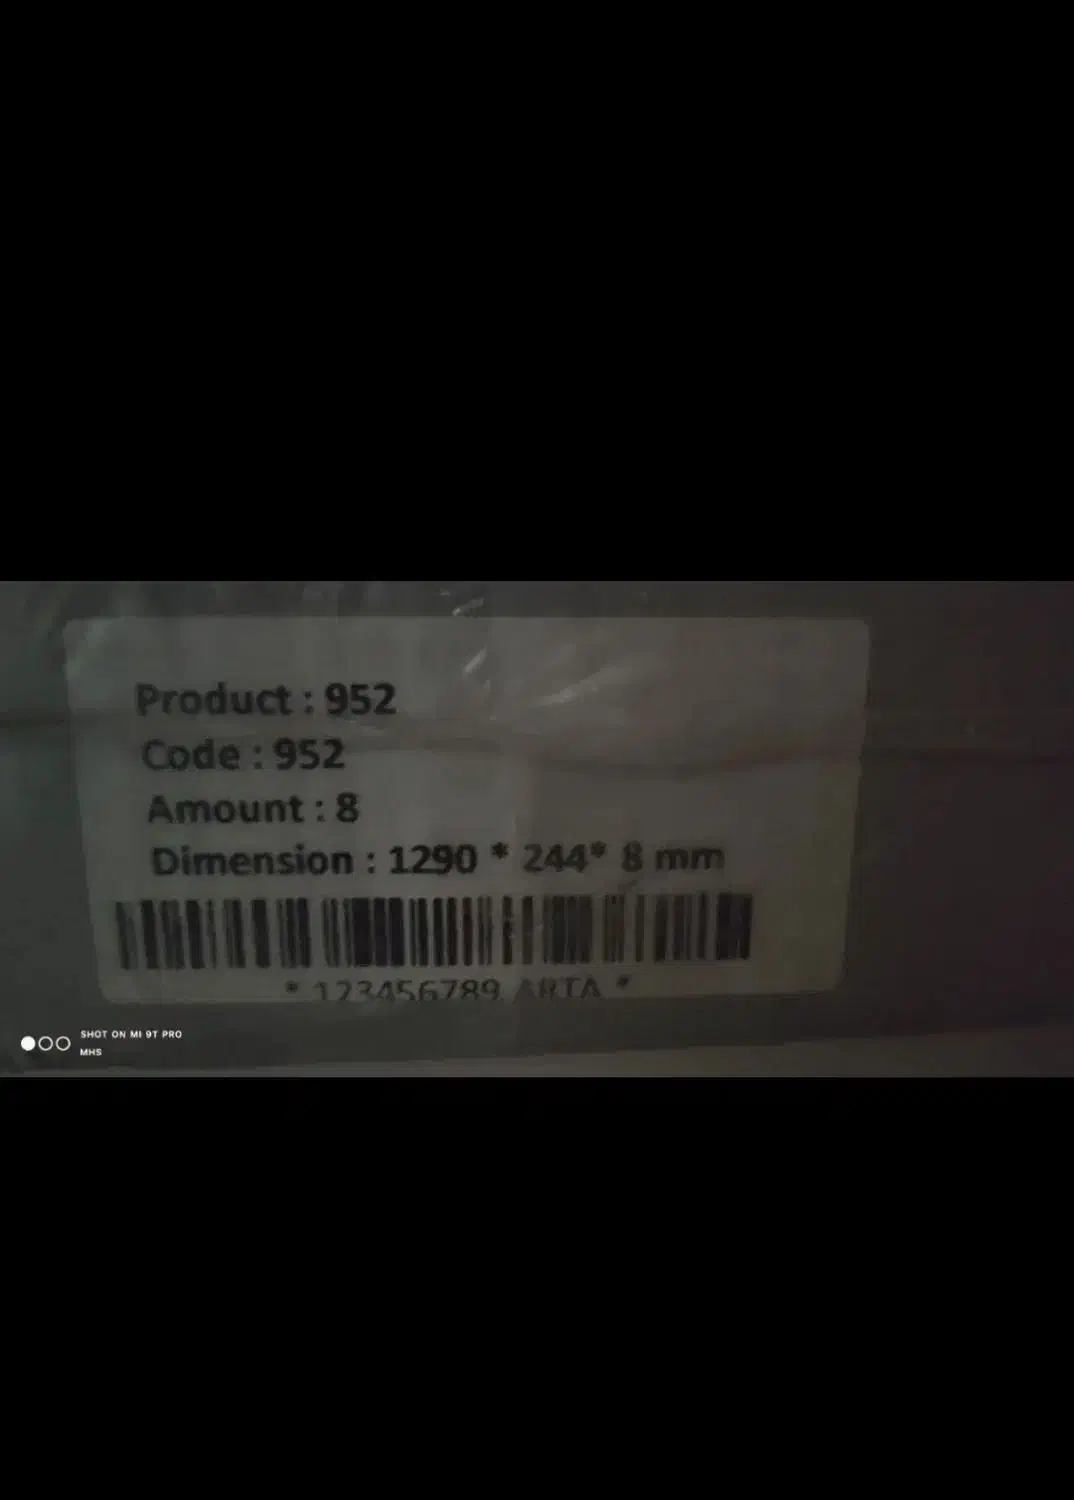 Product : 952
Code : 952
Amount : 8
Dimension : 1290 * 244* 8 mm
* 123456789 ARTA *
SHOT ON MI 9T PRO
MHS